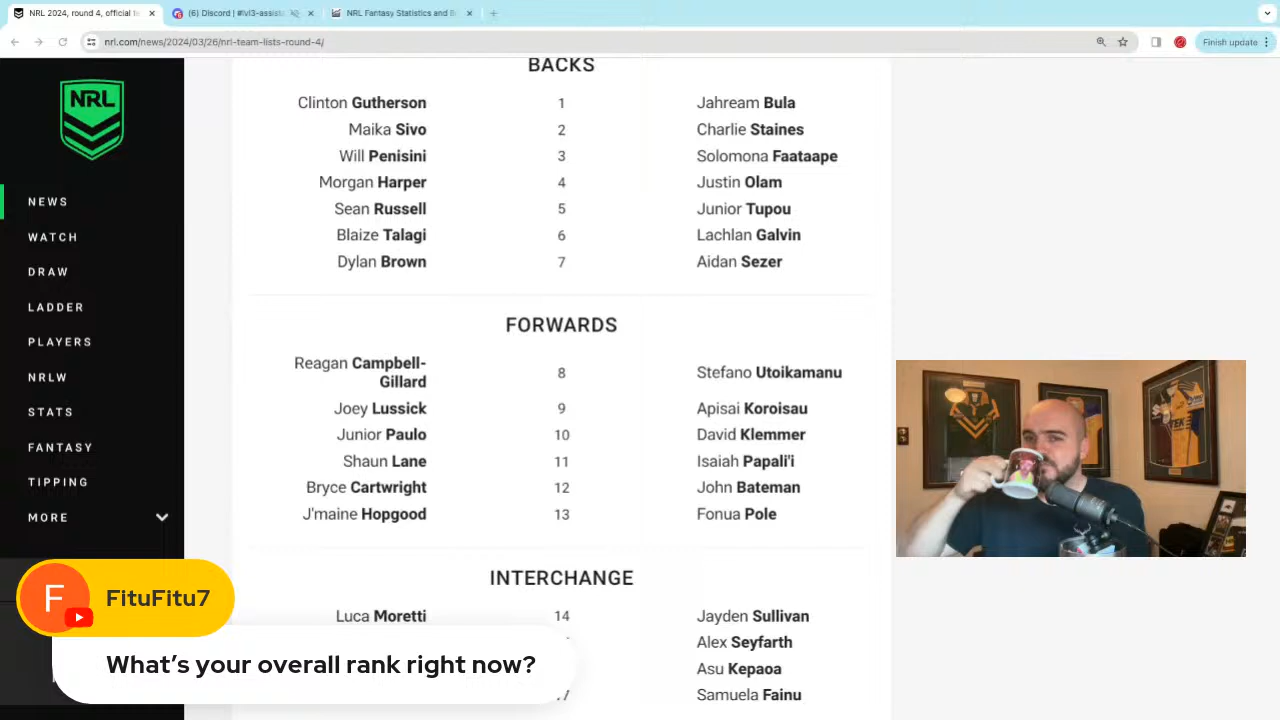 NRL 2024, round 4, official te
(6) Discord | #lvl3-assist
NRL Fantasy Statistics and B
nrl.com/news/2024/03/26/nrl-team-lists-round-4/
Finish update
NRL
NEWS
WATCH
DRAW
LADDER
PLAYERS
NRLW
STATS
FANTASY
TIPPING
MORE
BACKS
Clinton Gutherson 1 Jahream Bula
Maika Sivo 2 Charlie Staines
Will Penisini 3 Solomona Faataape
Morgan Harper 4 Justin Olam
Sean Russell 5 Junior Tupou
Blaize Talagi 6 Lachlan Galvin
Dylan Brown 7 Aidan Sezer
FORWARDS
Reagan Campbell-
Gillard 8 Stefano Utoikamanu
Joey Lussick 9 Apisai Koroisau
Junior Paulo 10 David Klemmer
Shaun Lane 11 Isaiah Papali'i
Bryce Cartwright 12 John Bateman
J'maine Hopgood 13 Fonua Pole
INTERCHANGE
Luca Moretti 14 Jayden Sullivan
Alex Seyfarth
Asu Kepaoa
Samuela Fainu
F
FituFitu7
What's your overall rank right now?